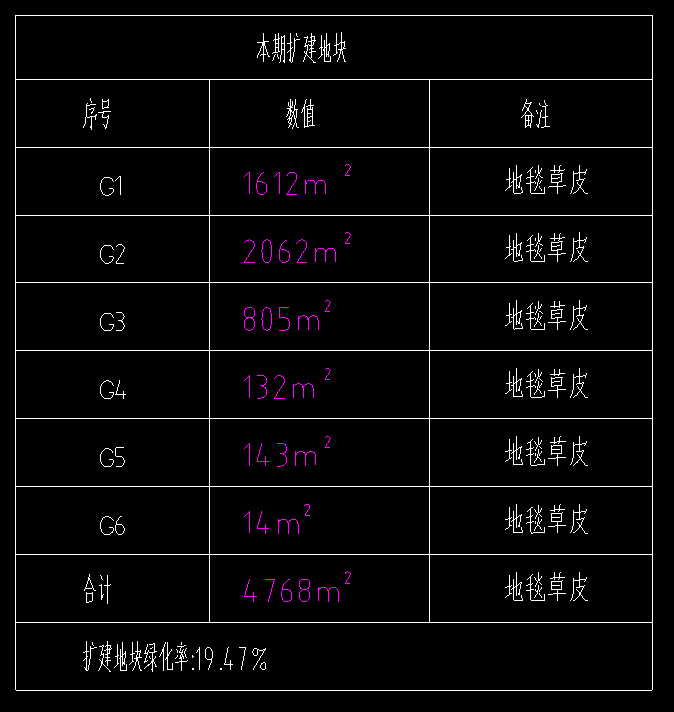 本期扩建地块
序号 数值 备注
G1 1612m² 地毯草皮
G2 2062m² 地毯草皮
G3 805m² 地毯草皮
G4 132m² 地毯草皮
G5 143m² 地毯草皮
G6 14m² 地毯草皮
合计 4768m² 地毯草皮
扩建地块绿化率:19.47%